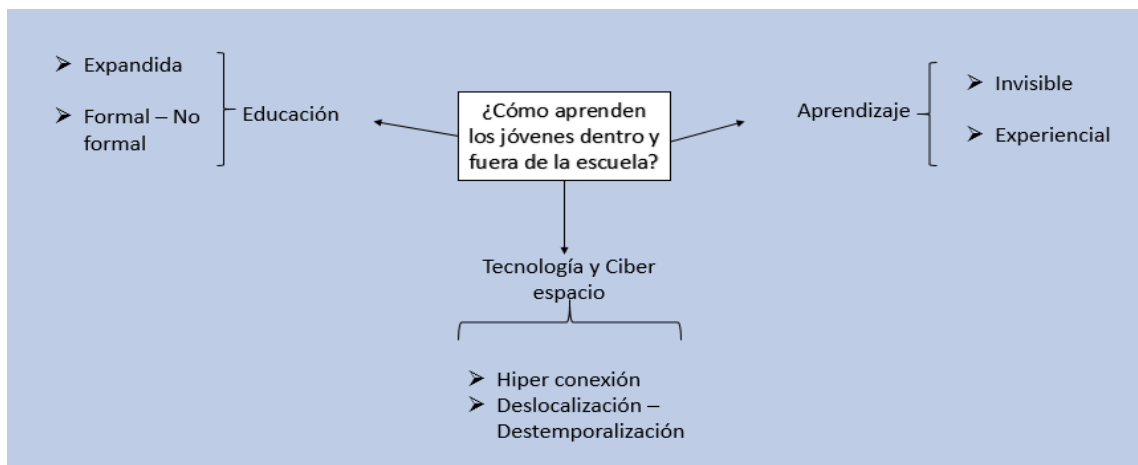 ¿Cómo aprenden
los jóvenes dentro y
fuera de la escuela?
Expandida
Formal – No
formal
Educación
Aprendizaje
Invisible
Experiencial
Tecnología y Ciber
espacio
Hiper conexión
Deslocalización –
Destemporalización